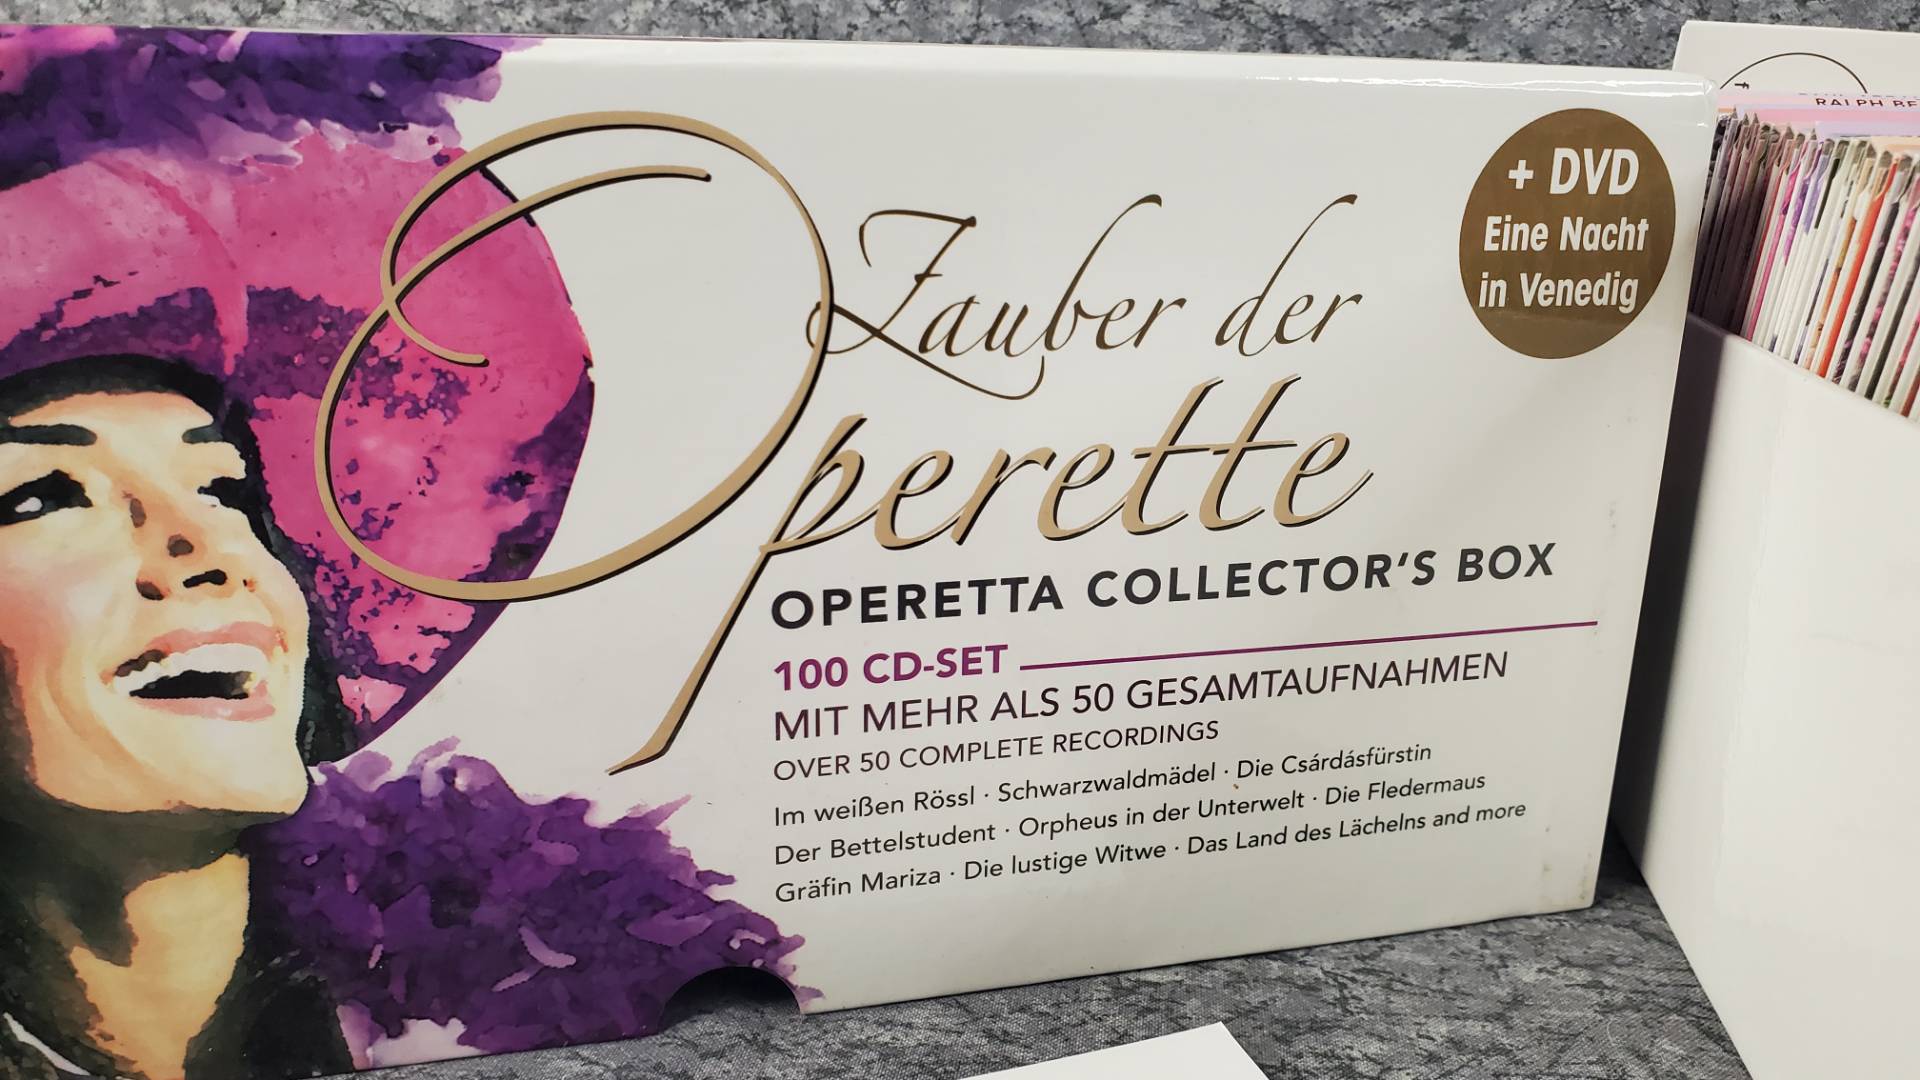 Zauber der
Operette
OPERETTA COLLECTOR'S BOX
100 CD-SET
MIT MEHR ALS 50 GESAMTAUFNAHMEN
OVER 50 COMPLETE RECORDINGS
Im weißen Rössl · Schwarzwaldmädel · Die Csárdásfürstin
Der Bettelstudent · Orpheus in der Unterwelt · Die Fledermaus
Gräfin Mariza · Die lustige Witwe · Das Land des Lächelns and more
+ DVD
Eine Nacht
in Venedig
RALPH